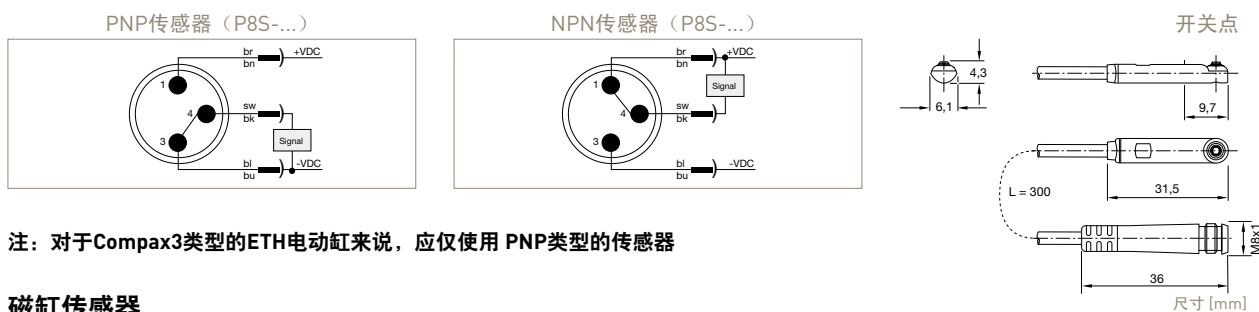 PNP传感器（P8S-...）
br
bn
+VDC
1
sw
bk
4
Signal
3
bl
bu
-VDC
NPN传感器（P8S-...）
br
bn
+VDC
1
Signal
sw
bk
4
3
bl
bu
-VDC
开关点
4,3
6,1
9,7
L = 300
31,5
M8x1
36
尺寸 [mm]
注：对于Compax3类型的ETH电动缸来说，应仅使用 PNP类型的传感器
磁缸传感器